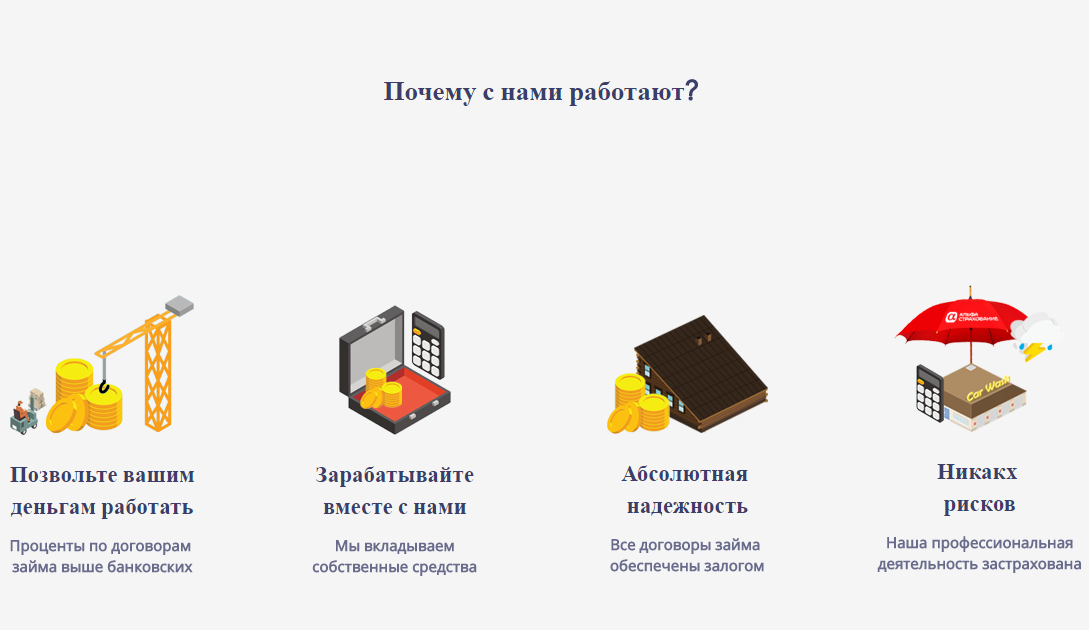 Почему с нами работают?
АЛЬФА
СТРАХОВАНИЕ
Car Wash
Позвольте вашим
деньгам работать
Проценты по договорам
займа выше банковских
Зарабатывайте
вместе с нами
Мы вкладываем
собственные средства
Абсолютная
надежность
Все договоры займа
обеспечены залогом
Никакх
рисков
Наша профессиональная
деятельность застрахована